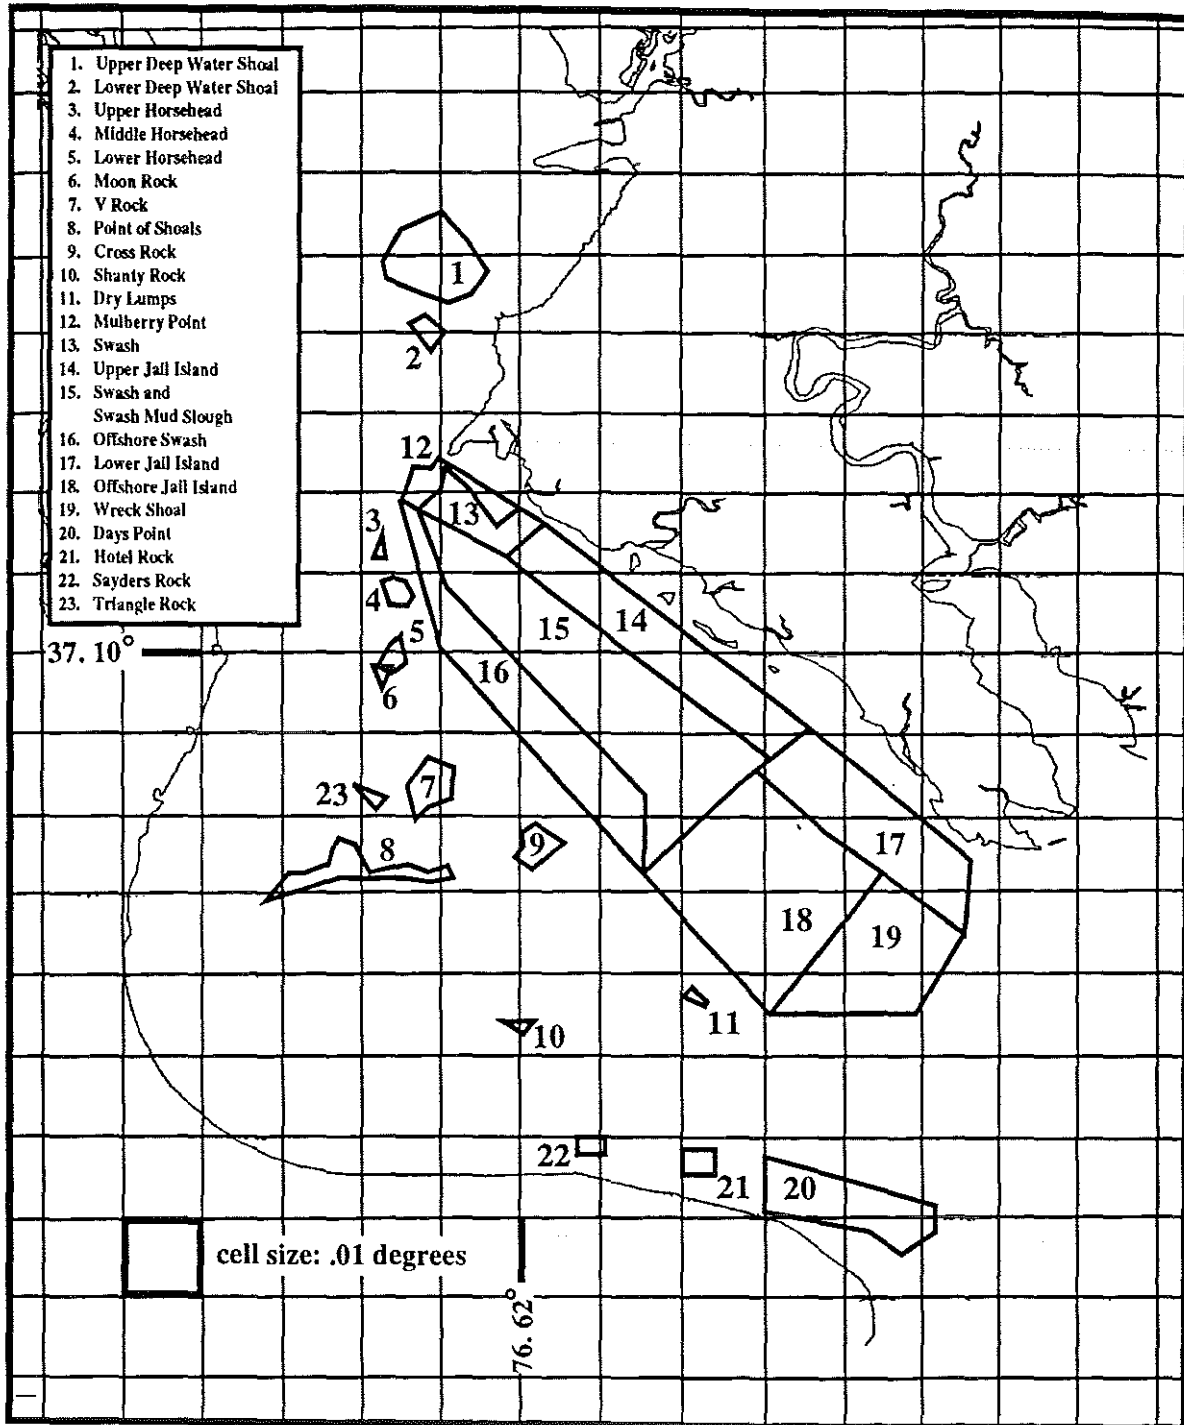 1. Upper Deep Water Shoal
2. Lower Deep Water Shoal
3. Upper Horsehead
4. Middle Horsehead
5. Lower Horsehead
6. Moon Rock
7. V Rock
8. Point of Shoals
9. Cross Rock
10. Shanty Rock
11. Dry Lumps
12. Mulberry Point
13. Swash
14. Upper Jail Island
15. Swash and
Swash Mud Slough
16. Offshore Swash
17. Lower Jail Island
18. Offshore Jail Island
19. Wreck Shoal
20. Days Point
21. Hotel Rock
22. Sayders Rock
23. Triangle Rock
1
2
12
13
3
4
5
14
15
37. 10°
16
6
7
23
8
9
17
18
19
11
10
22
21
20
cell size: .01 degrees
76. 62°